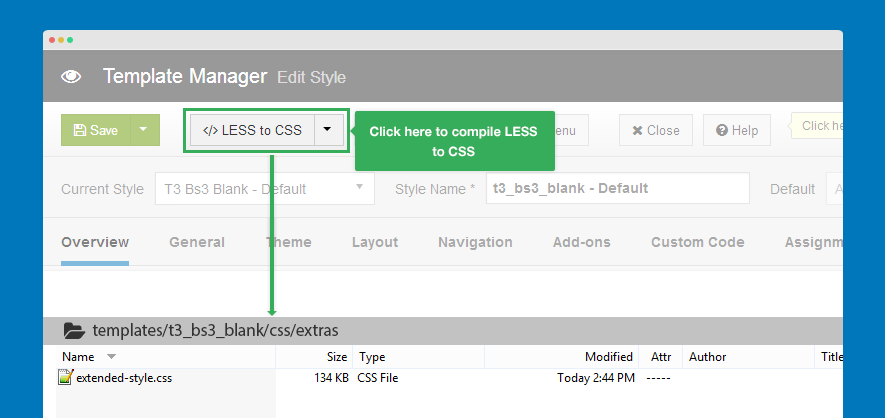 Template Manager Edit Style
Save </> LESS to CSS Click here to compile LESS to CSS enu Close Help Click he
Current Style T3 Bs3 Blank - Default Style Name * t3_bs3_blank - Default Default A
Overview General Theme Layout Navigation Add-ons Custom Code Assignm
templates/t3_bs3_blank/css/extras
Name Size Type Modified Attr Author Title
extended-style.css 134 KB CSS File Today 2:44 PM -----